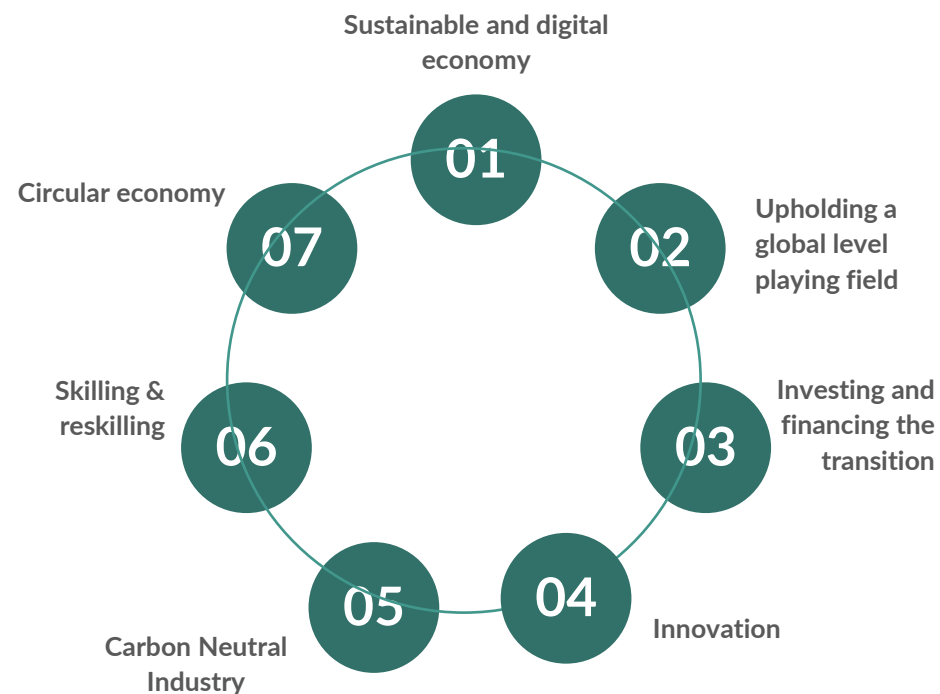 Sustainable and digital
economy
01
02
Upholding a
global level
playing field
03
Investing and
financing the
transition
04
Innovation
05
Carbon Neutral
Industry
06
Skilling &
reskilling
07
Circular economy